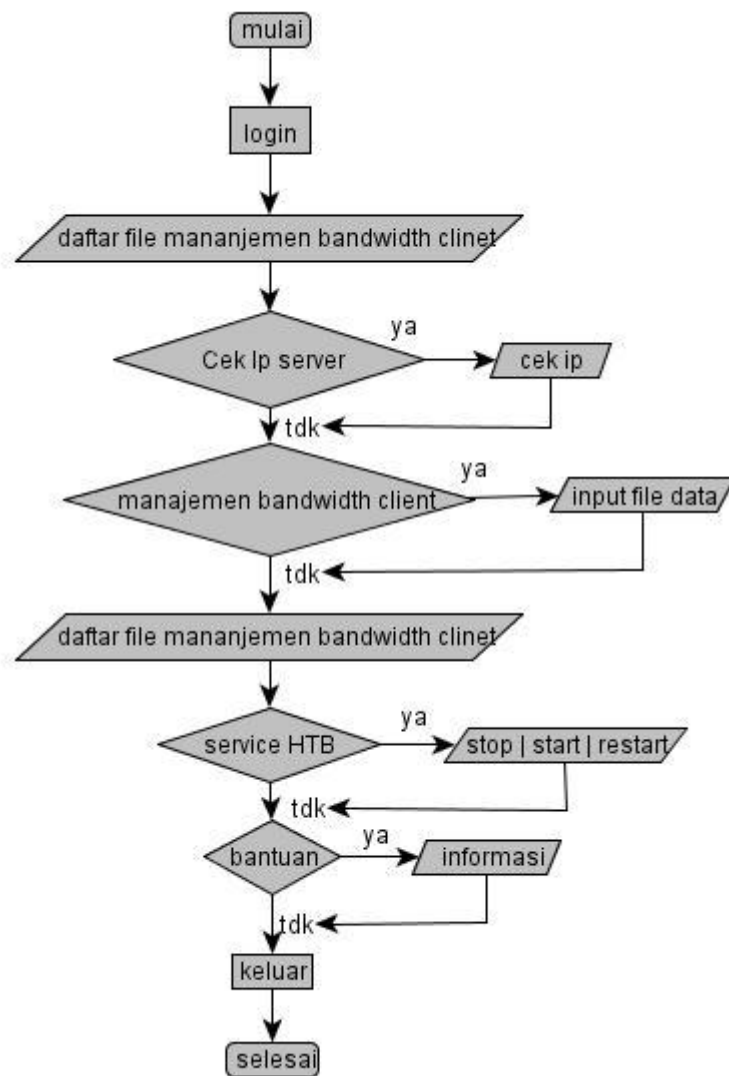 mulai
login
daftar file mananjemen bandwidth clinet
Cek Ip server
ya
cek ip
tdk
manajemen bandwidth client
ya
input file data
tdk
daftar file mananjemen bandwidth clinet
service HTB
ya
stop | start | restart
tdk
bantuan
ya
informasi
tdk
keluar
selesai